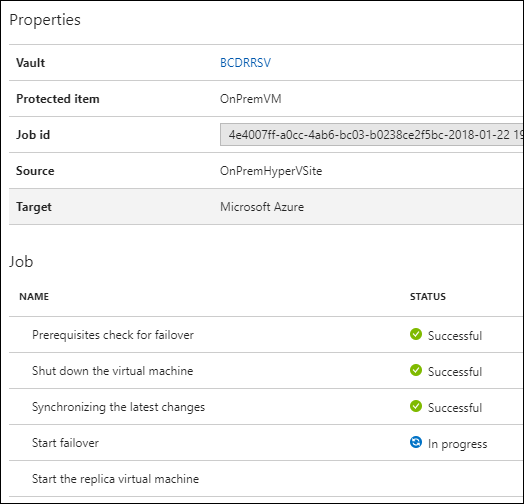 Properties
Vault BCDRRSV
Protected item OnPremVM
Job id 4e4007ff-a0cc-4ab6-bc03-b0238ce2f5bc-2018-01-22 19
Source OnPremHyperVSite
Target Microsoft Azure
Job
NAME STATUS
Prerequisites check for failover Successful
Shut down the virtual machine Successful
Synchronizing the latest changes Successful
Start failover In progress
Start the replica virtual machine